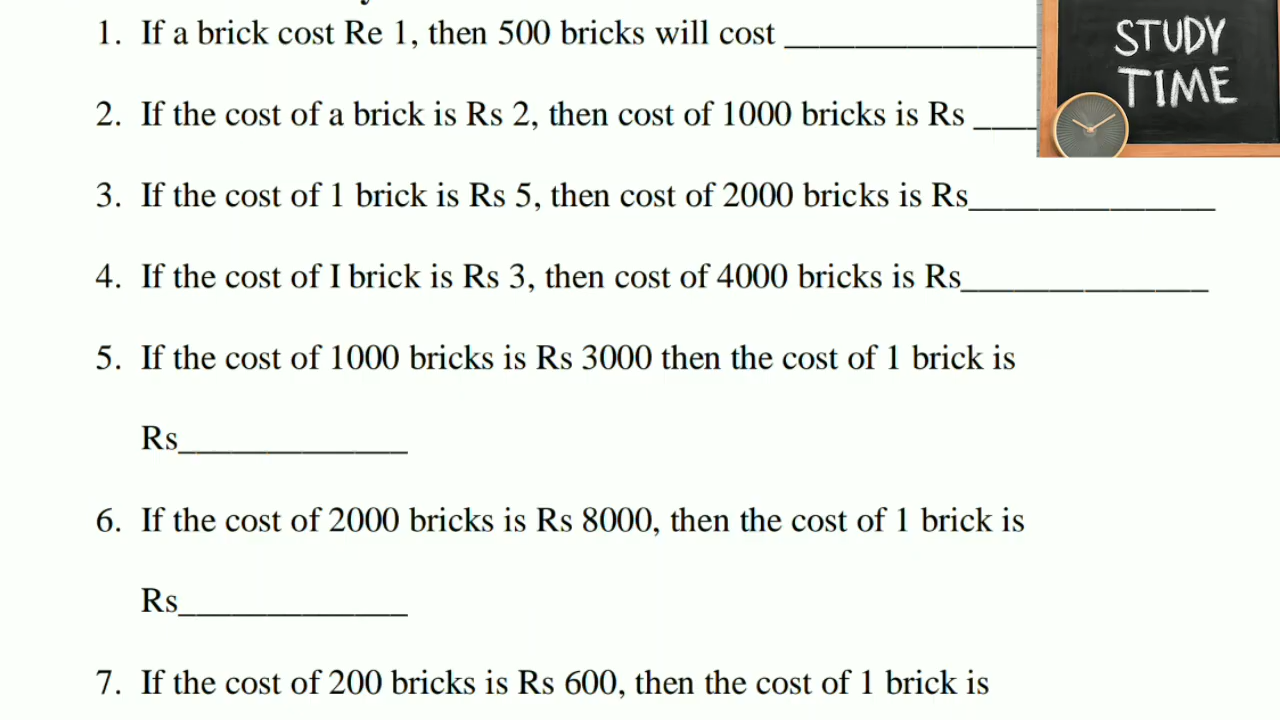 1. If a brick cost Re 1, then 500 bricks will cost ______________
2. If the cost of a brick is Rs 2, then cost of 1000 bricks is Rs ____
3. If the cost of 1 brick is Rs 5, then cost of 2000 bricks is Rs______________
4. If the cost of I brick is Rs 3, then cost of 4000 bricks is Rs______________
5. If the cost of 1000 bricks is Rs 3000 then the cost of 1 brick is
Rs_____________
6. If the cost of 2000 bricks is Rs 8000, then the cost of 1 brick is
Rs_____________
7. If the cost of 200 bricks is Rs 600, then the cost of 1 brick is
STUDY
TIME